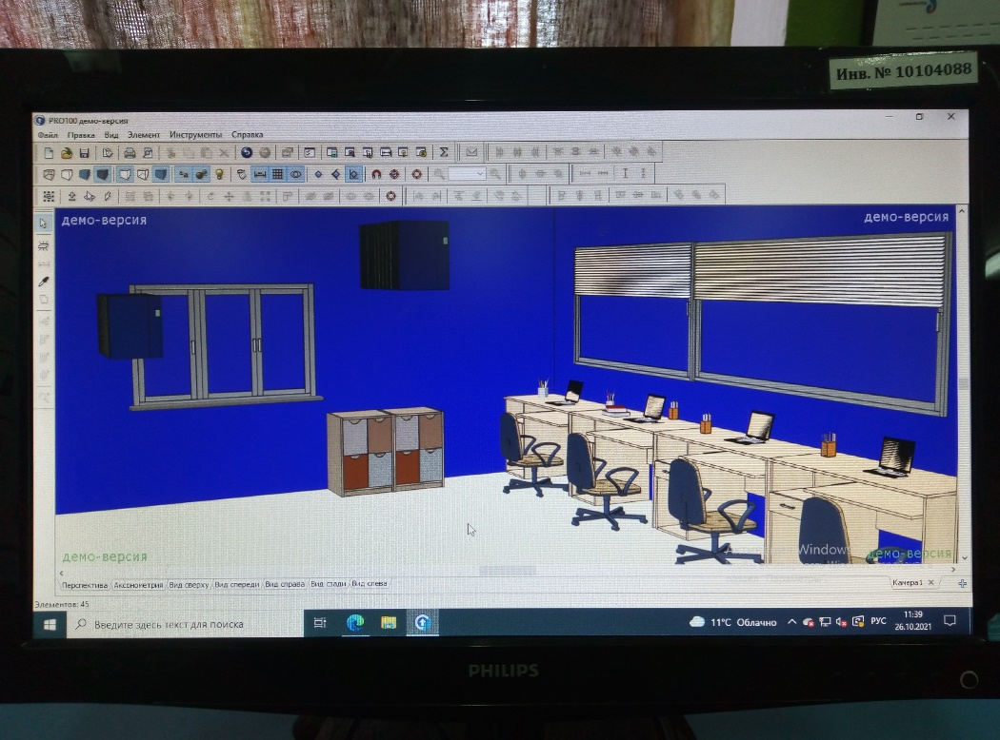 Инв. № 10104088
PRO100 демо-версия
Файл Правка Вид Элемент Инструменты Справка
демо-версия демо-версия
демо-версия демо-версия
Перспектива Аксонометрия Вид сверху Вид спереди Вид справа Вид сзади Вид слева Камера1
Элементов: 45
Введите здесь текст для поиска 11°C Облачно РУС 11:39
26.10.2021
PHILIPS